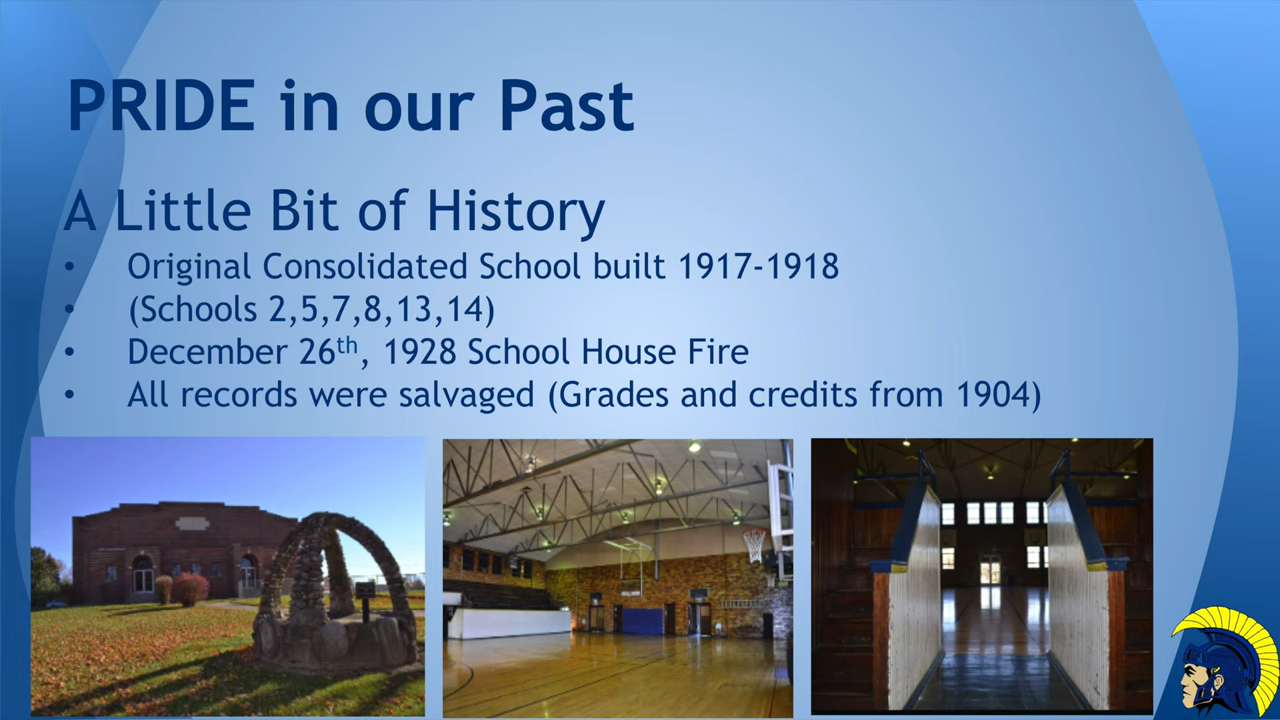 PRIDE in our Past
A Little Bit of History
• Original Consolidated School built 1917-1918
• (Schools 2,5,7,8,13,14)
• December 26th, 1928 School House Fire
• All records were salvaged (Grades and credits from 1904)